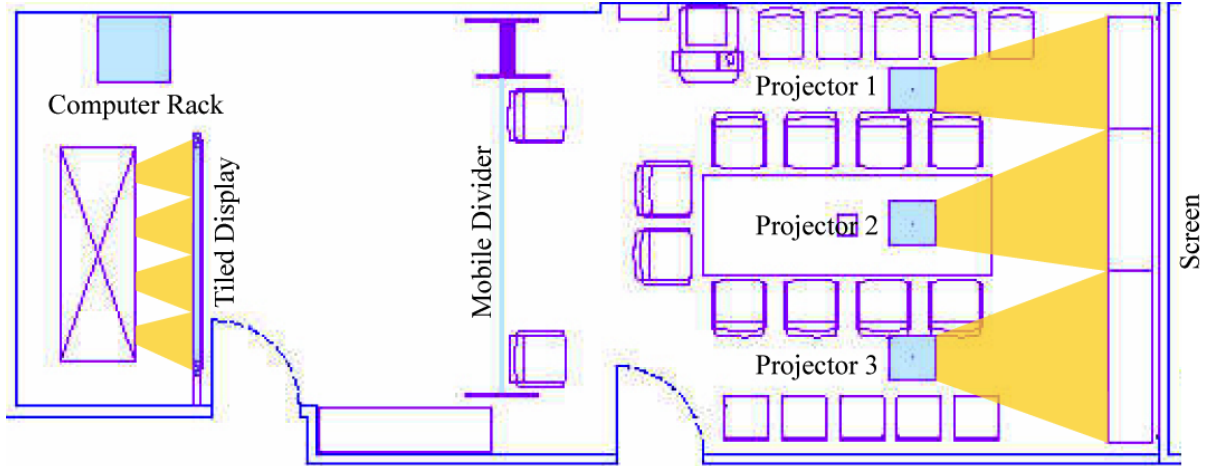 Computer Rack
Tiled Display
Mobile Divider
Projector 1
Projector 2
Projector 3
Screen